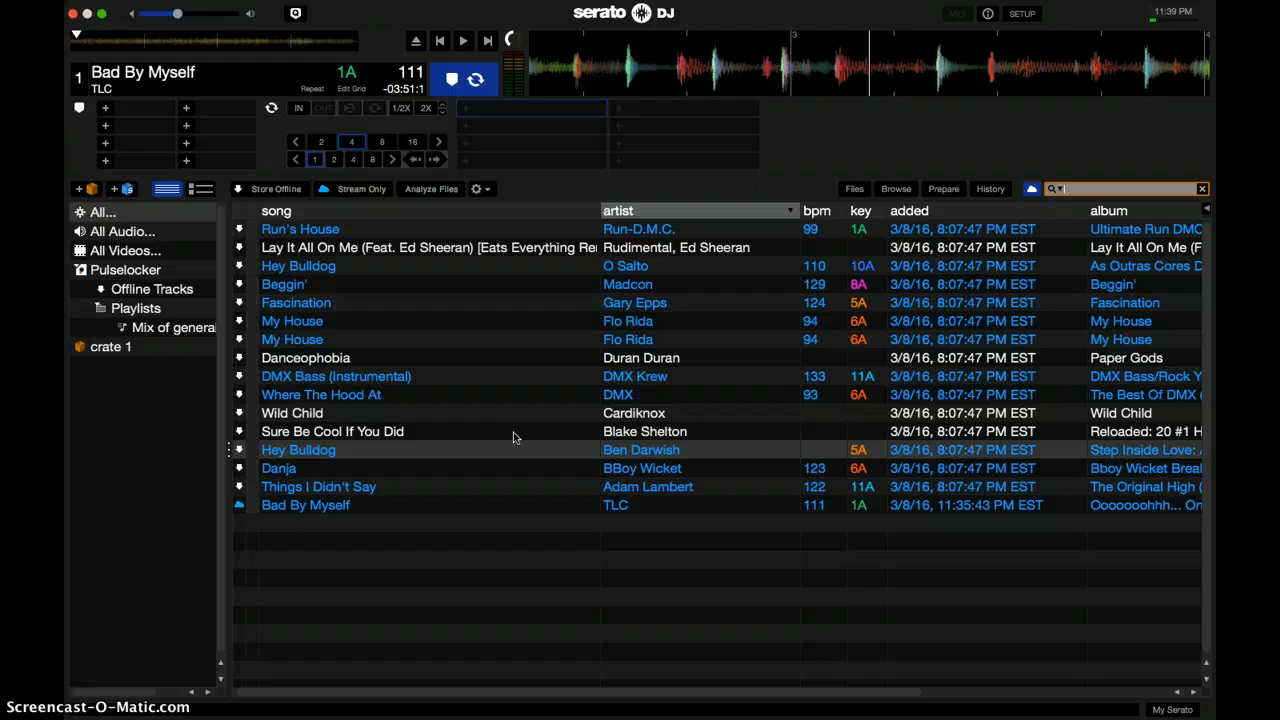 serato DJ
MIDI
SETUP
11:39 PM
3
4
1
Bad By Myself
TLC
1A
111
Repeat
Edit Grid
-03:51:1
IN
OUT
1/2X
2X
2 4 8 16
1 2 4 8
Store Offline
Stream Only
Analyze Files
Files
Browse
Prepare
History
All...
All Audio...
All Videos...
Pulselocker
Offline Tracks
Playlists
Mix of genera
crate 1
song artist bpm key added album
Run's House Run-D.M.C. 99 1A 3/8/16, 8:07:47 PM EST Ultimate Run DMC
Lay It All On Me (Feat. Ed Sheeran) [Eats Everything Re Rudimental, Ed Sheeran 3/8/16, 8:07:47 PM EST Lay It All On Me (F
Hey Bulldog O Salto 110 10A 3/8/16, 8:07:47 PM EST As Outras Cores D
Beggin' Madcon 129 8A 3/8/16, 8:07:47 PM EST Beggin'
Fascination Gary Epps 124 5A 3/8/16, 8:07:47 PM EST Fascination
My House Flo Rida 94 6A 3/8/16, 8:07:47 PM EST My House
My House Flo Rida 94 6A 3/8/16, 8:07:47 PM EST My House
Danceophobia Duran Duran 3/8/16, 8:07:47 PM EST Paper Gods
DMX Bass (Instrumental) DMX Krew 133 11A 3/8/16, 8:07:47 PM EST DMX Bass/Rock Y
Where The Hood At DMX 93 6A 3/8/16, 8:07:47 PM EST The Best Of DMX (
Wild Child Cardiknox 3/8/16, 8:07:47 PM EST Wild Child
Sure Be Cool If You Did Blake Shelton 3/8/16, 8:07:47 PM EST Reloaded: 20 #1 H
Hey Bulldog Ben Darwish 5A 3/8/16, 8:07:47 PM EST Step Inside Love:
Danja BBoy Wicket 123 6A 3/8/16, 8:07:47 PM EST Bboy Wicket Brea
Things I Didn't Say Adam Lambert 122 11A 3/8/16, 8:07:47 PM EST The Original High (
Bad By Myself TLC 111 1A 3/8/16, 11:35:43 PM EST Ooooooohhh... On
Screencast-O-Matic.com
My Serato